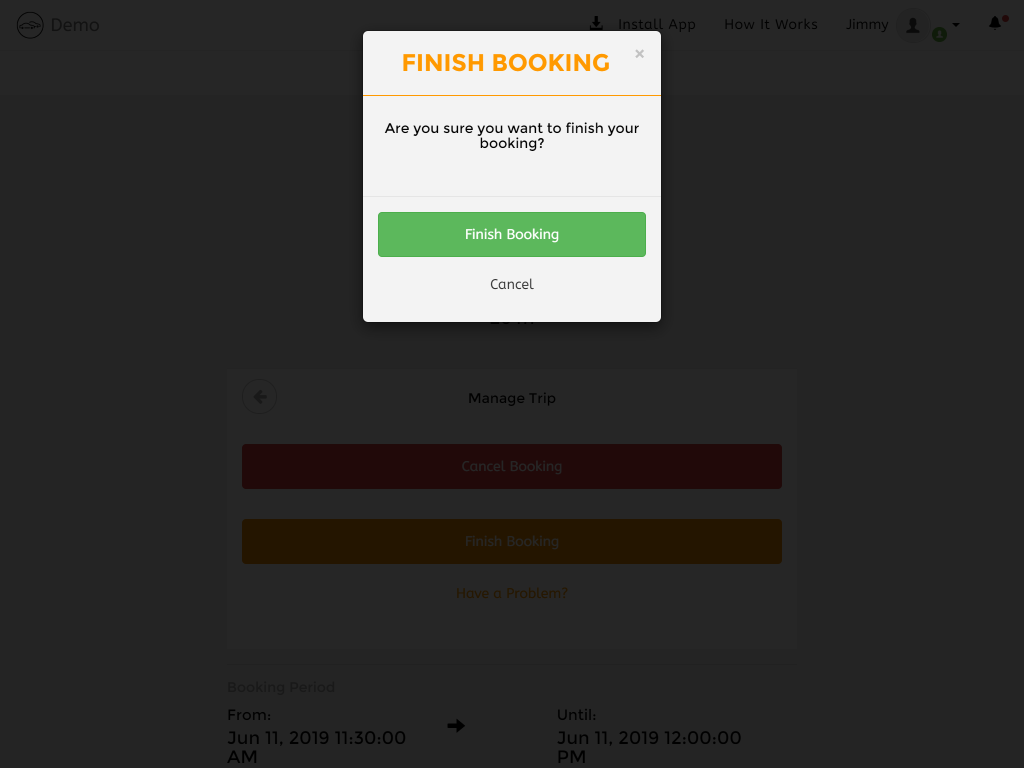 Demo
Install App How It Works Jimmy
FINISH BOOKING ×
Are you sure you want to finish your
booking?
Finish Booking
Cancel
Manage Trip
Cancel Booking
Finish Booking
Have a Problem?
Booking Period
From: Until:
Jun 11, 2019 11:30:00 Jun 11, 2019 12:00:00
AM PM